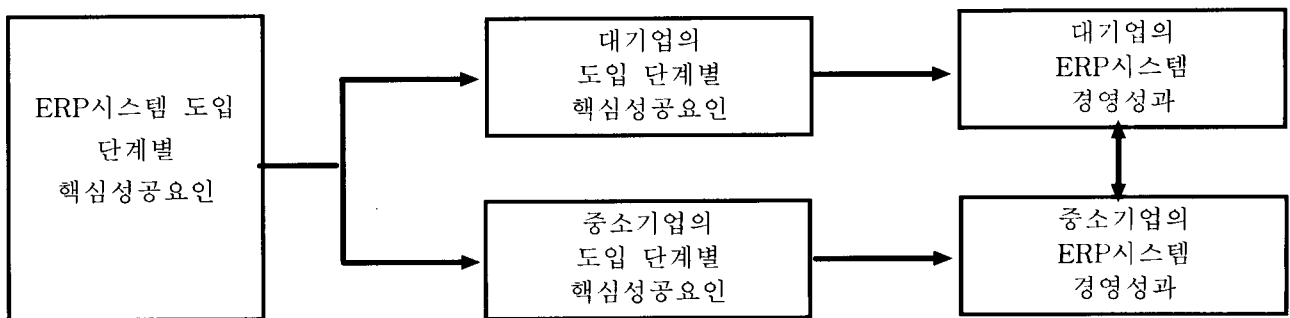 ERP시스템 도입
단계별
핵심성공요인
대기업의
도입 단계별
핵심성공요인
대기업의
ERP시스템
경영성과
중소기업의
도입 단계별
핵심성공요인
중소기업의
ERP시스템
경영성과